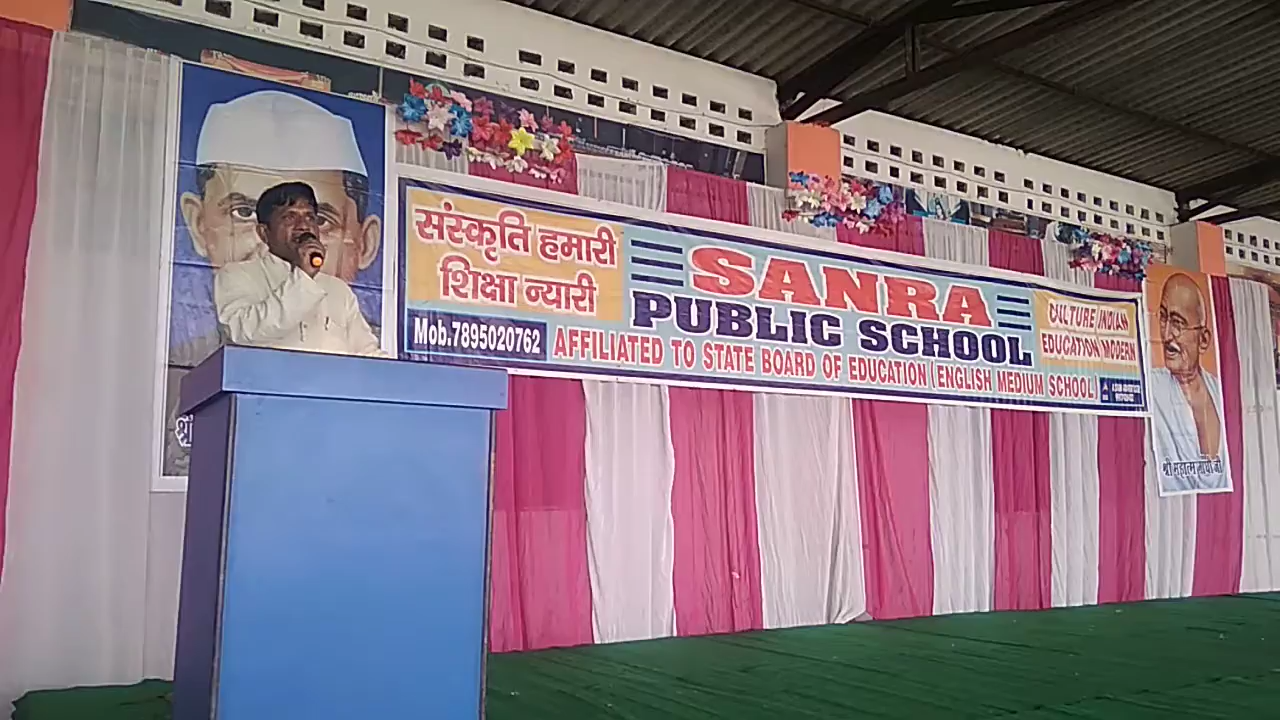 संस्कृति हमारी
शिक्षा न्यारी
Mob.7895020762
SANRA
PUBLIC SCHOOL
AFFILIATED TO STATE BOARD OF EDUCATION (ENGLISH MEDIUM SCHOOL)
CULTURE INDIAN
EDUCATION MODERN
श्री महात्मा गांधी जी
श्री